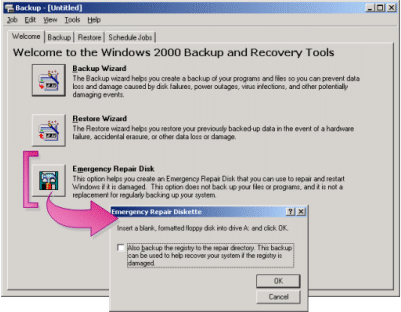 Backup - [Untitled]
Job Edit View Tools Help
Welcome Backup Restore Schedule Jobs
Welcome to the Windows 2000 Backup and Recovery Tools
Backup Wizard
The Backup wizard helps you create a backup of your programs and files so you can prevent data
loss and damage caused by disk failures, power outages, virus infections, and other potentially
damaging events.
Restore Wizard
The Restore wizard helps you restore your previously backed-up data in the event of a hardware
failure, accidental erasure, or other data loss or damage.
Emergency Repair Disk
This option helps you create an Emergency Repair Disk that you can use to repair and restart
Windows if it is damaged. This option does not back up your files or programs, and it is not a
replacement for regularly backing up your system.
Emergency Repair Diskette
Insert a blank, formatted floppy disk into drive A: and click OK.
Also backup the registry to the repair directory. This backup
can be used to help recover your system if the registry is
damaged.
OK
Cancel